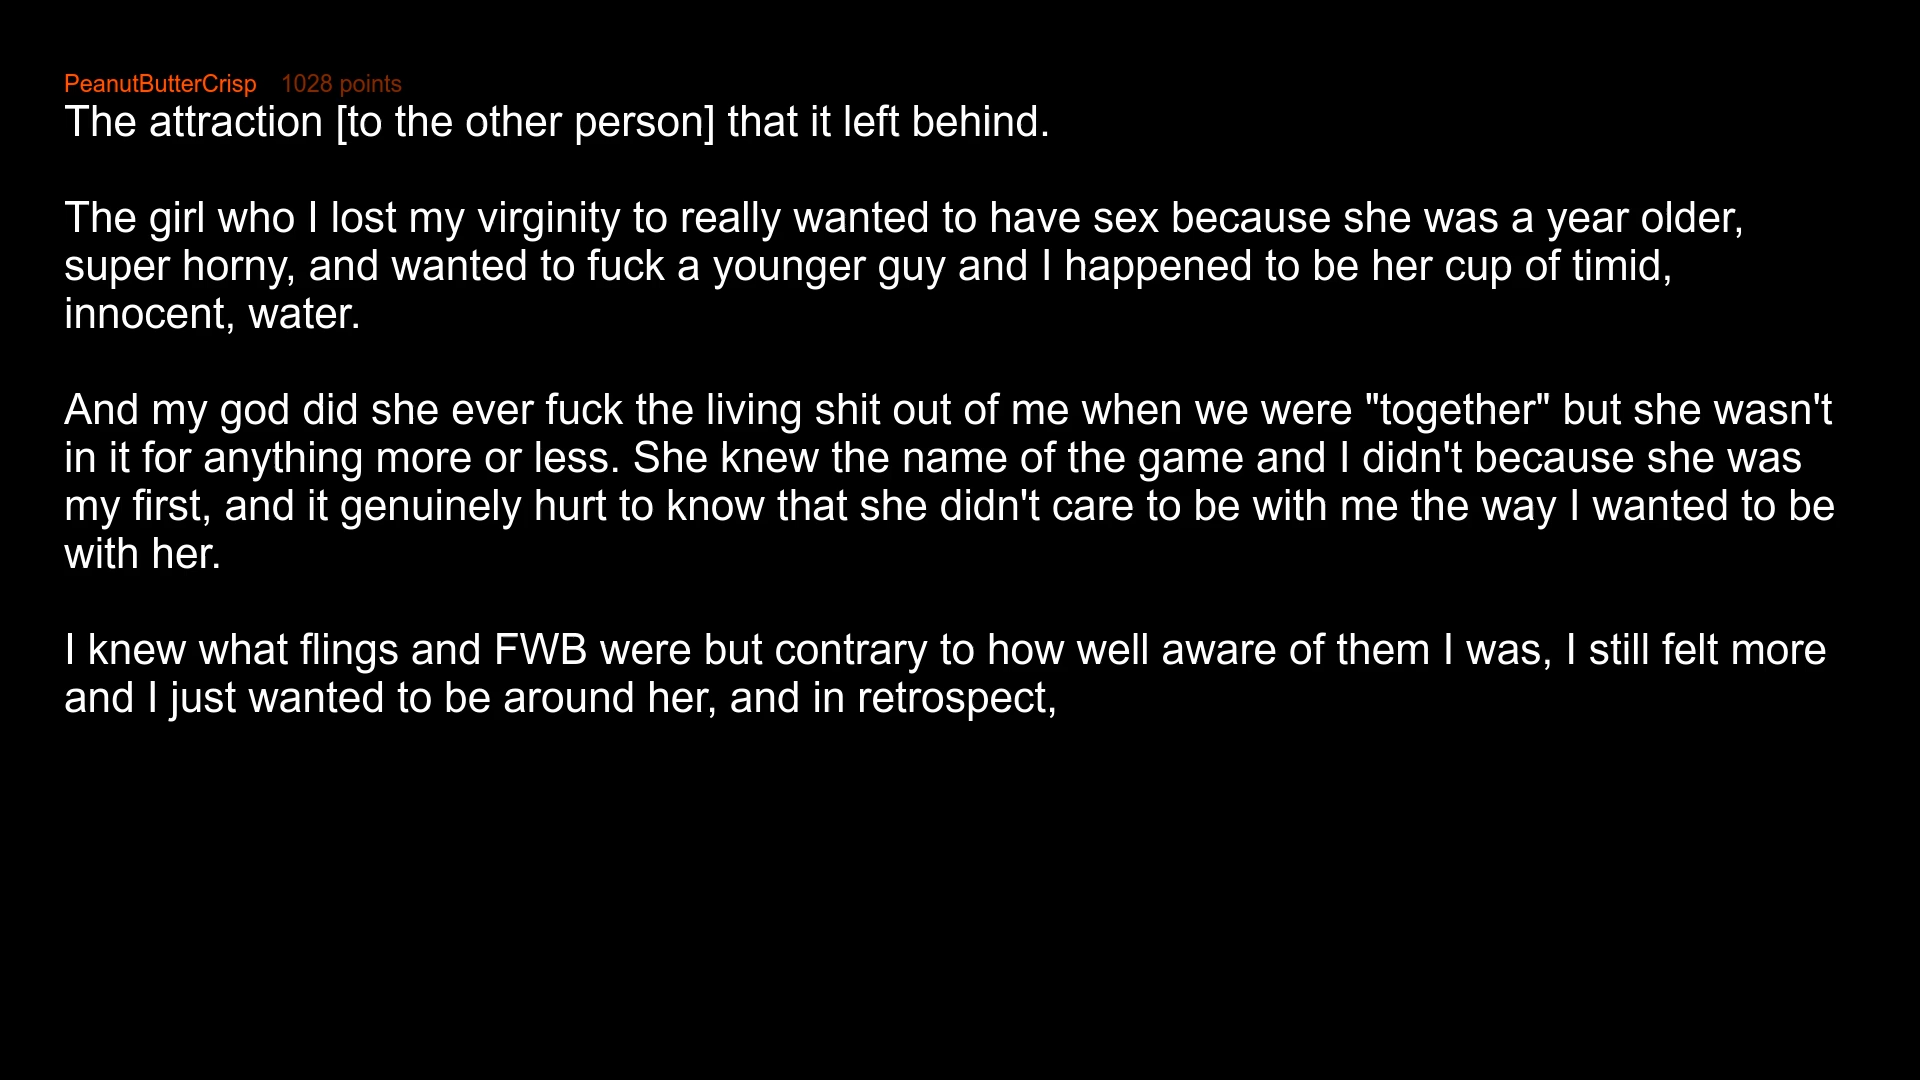 PeanutButterCrisp 1028 points
The attraction [to the other person] that it left behind.
The girl who I lost my virginity to really wanted to have sex because she was a year older,
super horny, and wanted to fuck a younger guy and I happened to be her cup of timid,
innocent, water.
And my god did she ever fuck the living shit out of me when we were "together" but she wasn't
in it for anything more or less. She knew the name of the game and I didn't because she was
my first, and it genuinely hurt to know that she didn't care to be with me the way I wanted to be
with her.
I knew what flings and FWB were but contrary to how well aware of them I was, I still felt more
and I just wanted to be around her, and in retrospect,